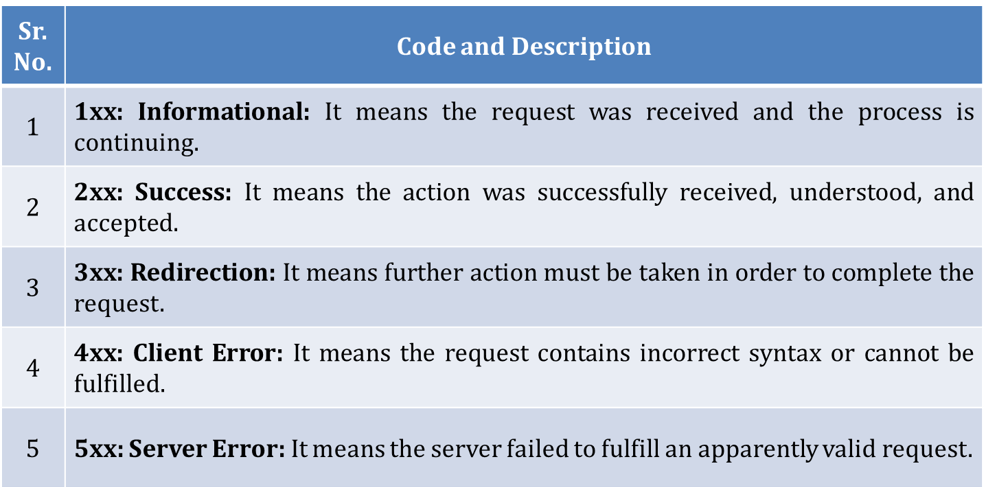 Sr.
No.
Code and Description
1
1xx: Informational: It means the request was received and the process is
continuing.
2
2xx: Success: It means the action was successfully received, understood, and
accepted.
3
3xx: Redirection: It means further action must be taken in order to complete the
request.
4
4xx: Client Error: It means the request contains incorrect syntax or cannot be
fulfilled.
5
5xx: Server Error: It means the server failed to fulfill an apparently valid request.